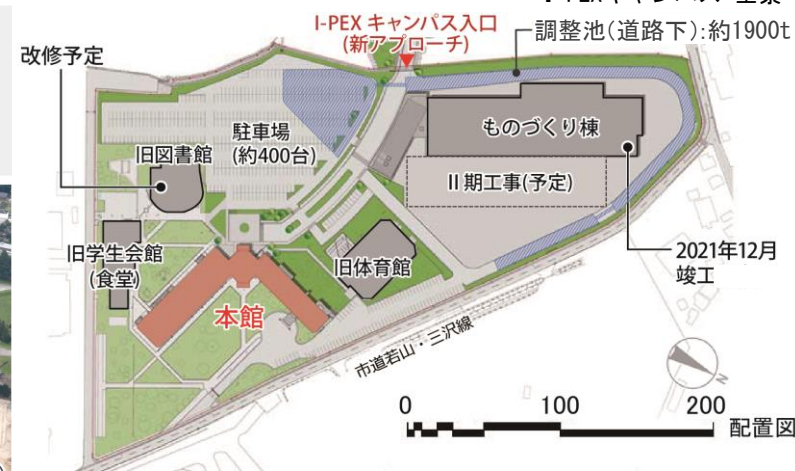 I-PEX キャンパス入口
(新アプローチ)
調整池(道路下):約1900t
改修予定
駐車場
(約400台)
旧図書館
ものづくり棟
Ⅱ期工事(予定)
旧学生会館
(食堂)
旧体育館
2021年12月
竣工
本館
市道若山・三沢線
N
0 100 200
配置図